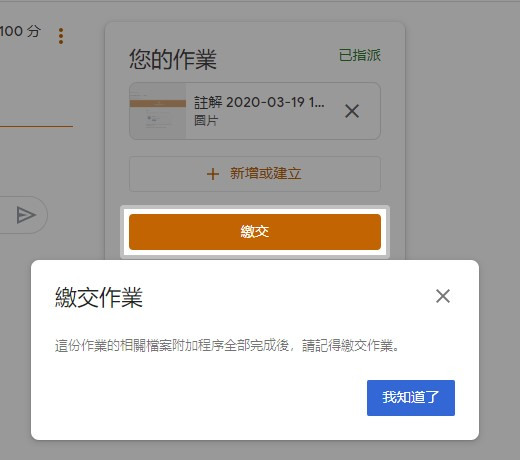 100 分
您的作業
已指派
註解 2020-03-19 1...
圖片
+ 新增或建立
繳交
繳交作業
這份作業的相關檔案附加程序全部完成後，請記得繳交作業。
我知道了